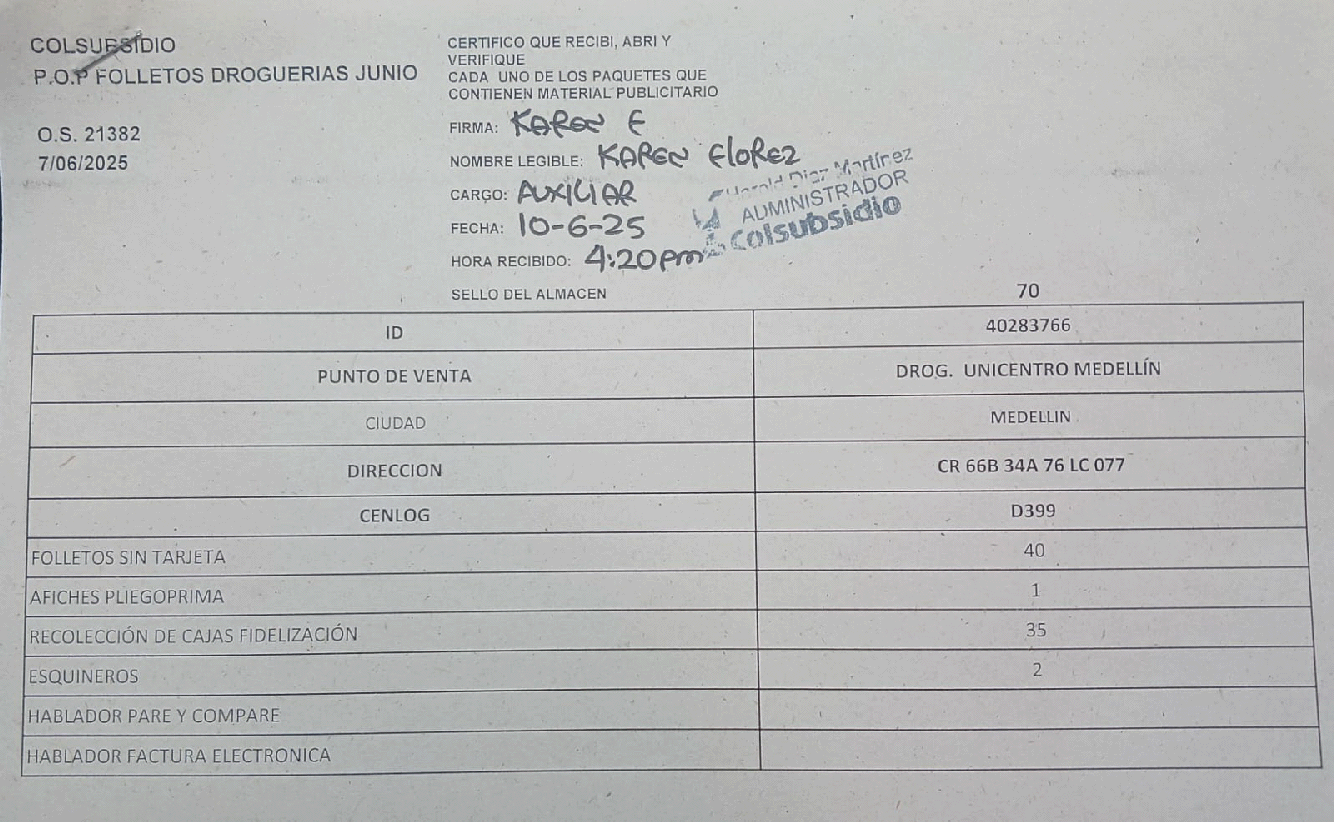 COLSUBSIDIO
P.O.P FOLLETOS DROGUERIAS JUNIO
O.S. 21382
7/06/2025
CERTIFICO QUE RECIBI, ABRI Y
VERIFIQUE
CADA UNO DE LOS PAQUETES QUE
CONTIENEN MATERIAL PUBLICITARIO
FIRMA: KAREN F
NOMBRE LEGIBLE: KAREN FLOREZ
CARGO: AUXILIAR
FECHA: 10-6-25
HORA RECIBIDO: 4:20pm
SELLO DEL ALMACEN
Harold Diaz Martínez
ADMINISTRADOR
Colsubsidio
70
ID 40283766
PUNTO DE VENTA DROG. UNICENTRO MEDELLÍN
CIUDAD MEDELLIN
DIRECCION CR 66B 34A 76 LC 077
CENLOG D399
FOLLETOS SIN TARJETA 40
AFICHES PLIEGOPRIMA 1
RECOLECCIÓN DE CAJAS FIDELIZACIÓN 35
ESQUINEROS 2
HABLADOR PARE Y COMPARE
HABLADOR FACTURA ELECTRONICA